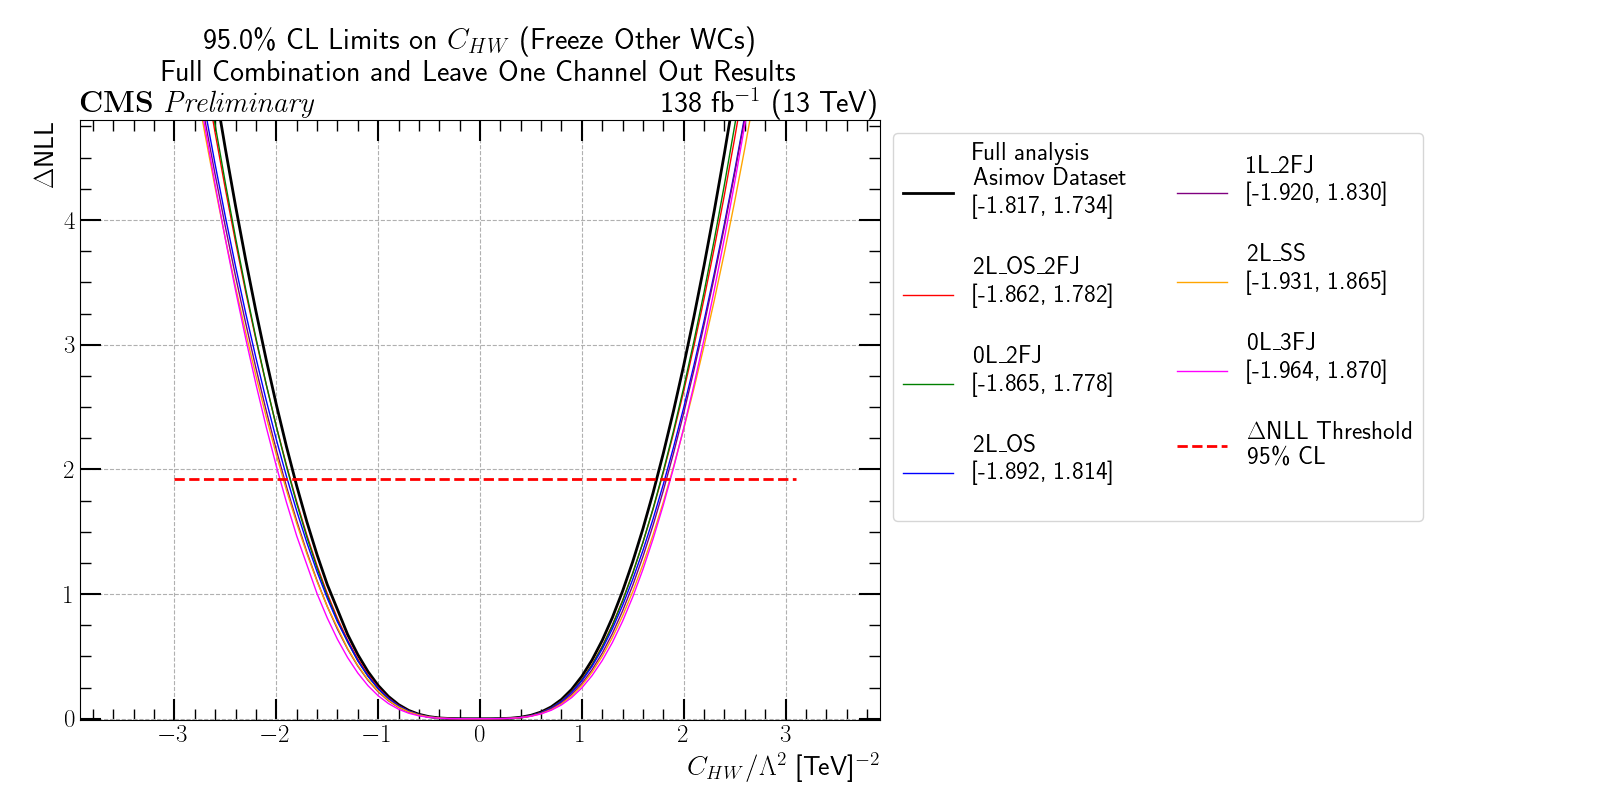 95.0% CL Limits on C_{HW} (Freeze Other WCs)
Full Combination and Leave One Channel Out Results
CMS Preliminary
138 fb^{-1} (13 TeV)
ΔNLL
4
3
2
1
0
−3
−2
−1
0
1
2
3
C_{HW}/Λ^2 [TeV]^{-2}
Full analysis
Asimov Dataset
[-1.817, 1.734]
2L_OS_2FJ
[-1.862, 1.782]
0L_2FJ
[-1.865, 1.778]
2L_OS
[-1.892, 1.814]
1L_2FJ
[-1.920, 1.830]
2L_SS
[-1.931, 1.865]
0L_3FJ
[-1.964, 1.870]
ΔNLL Threshold
95% CL